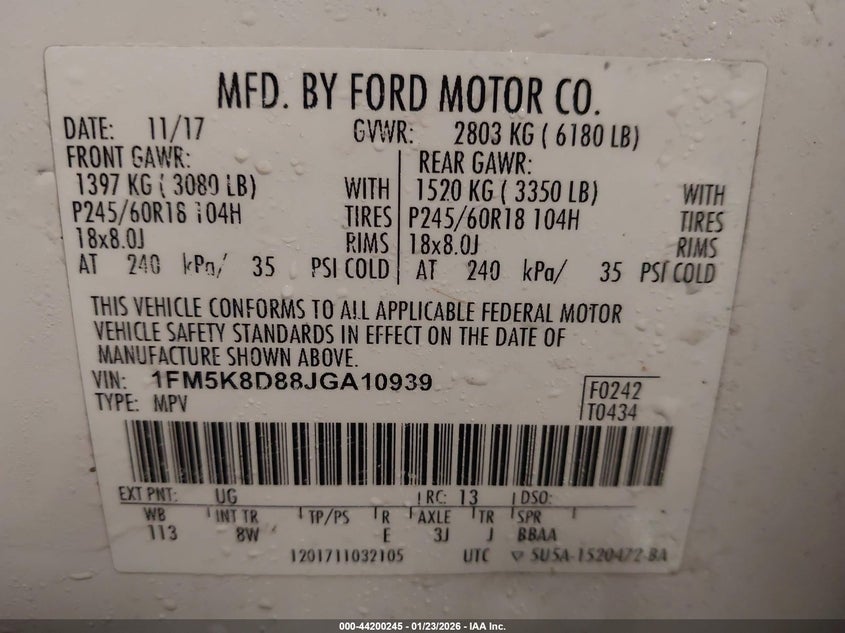 MFD. BY FORD MOTOR CO.
DATE: 11/17 GVWR: 2803 KG ( 6180 LB)
FRONT GAWR: REAR GAWR:
1397 KG ( 3080 LB) WITH 1520 KG ( 3350 LB) WITH
P245/60R18 104H TIRES P245/60R18 104H TIRES
18x8.0J RIMS 18x8.0J RIMS
AT 240 kPa/ 35 PSI COLD AT 240 kPa/ 35 PSI COLD
THIS VEHICLE CONFORMS TO ALL APPLICABLE FEDERAL MOTOR
VEHICLE SAFETY STANDARDS IN EFFECT ON THE DATE OF
MANUFACTURE SHOWN ABOVE.
VIN: 1FM5K8D88JGA10939
F0242
TYPE: MPV T0434
EXT PNT: UG RC: 13 DSO:
WB INT TR TP/PS R AXLE TR SPR
113 8W E 3J J BBAA
1201711032105 UTC 5U5A-1520472-BA
000-44200245 - 01/23/2026 - IAA Inc.